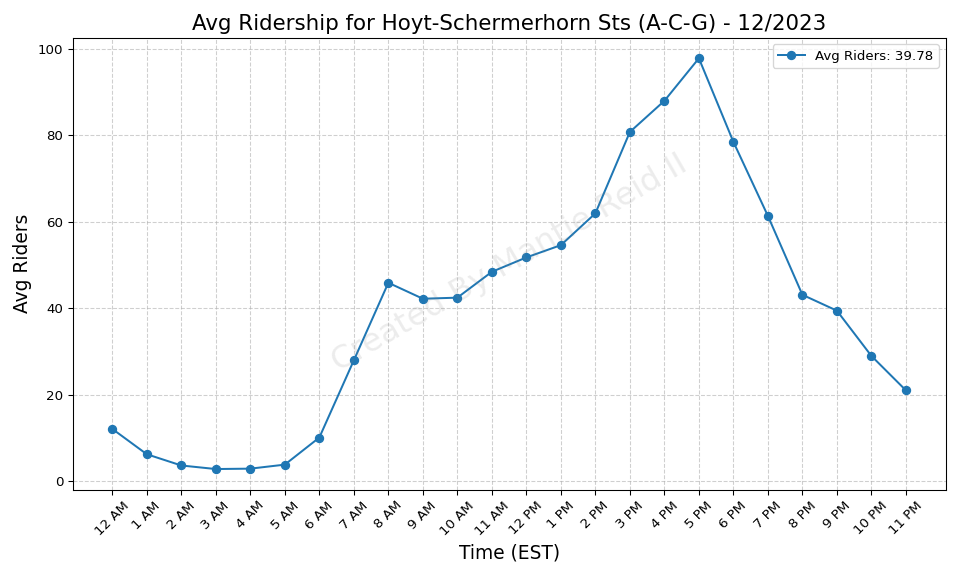 Avg Ridership for Hoyt-Schermerhorn Sts (A-C-G) - 12/2023
Avg Riders: 39.78
100
80
60
40
20
0
Avg Riders
Created By Mantle Reid II
12 AM
1 AM
2 AM
3 AM
4 AM
5 AM
6 AM
7 AM
8 AM
9 AM
10 AM
11 AM
12 PM
1 PM
2 PM
3 PM
4 PM
5 PM
6 PM
7 PM
8 PM
9 PM
10 PM
11 PM
Time (EST)